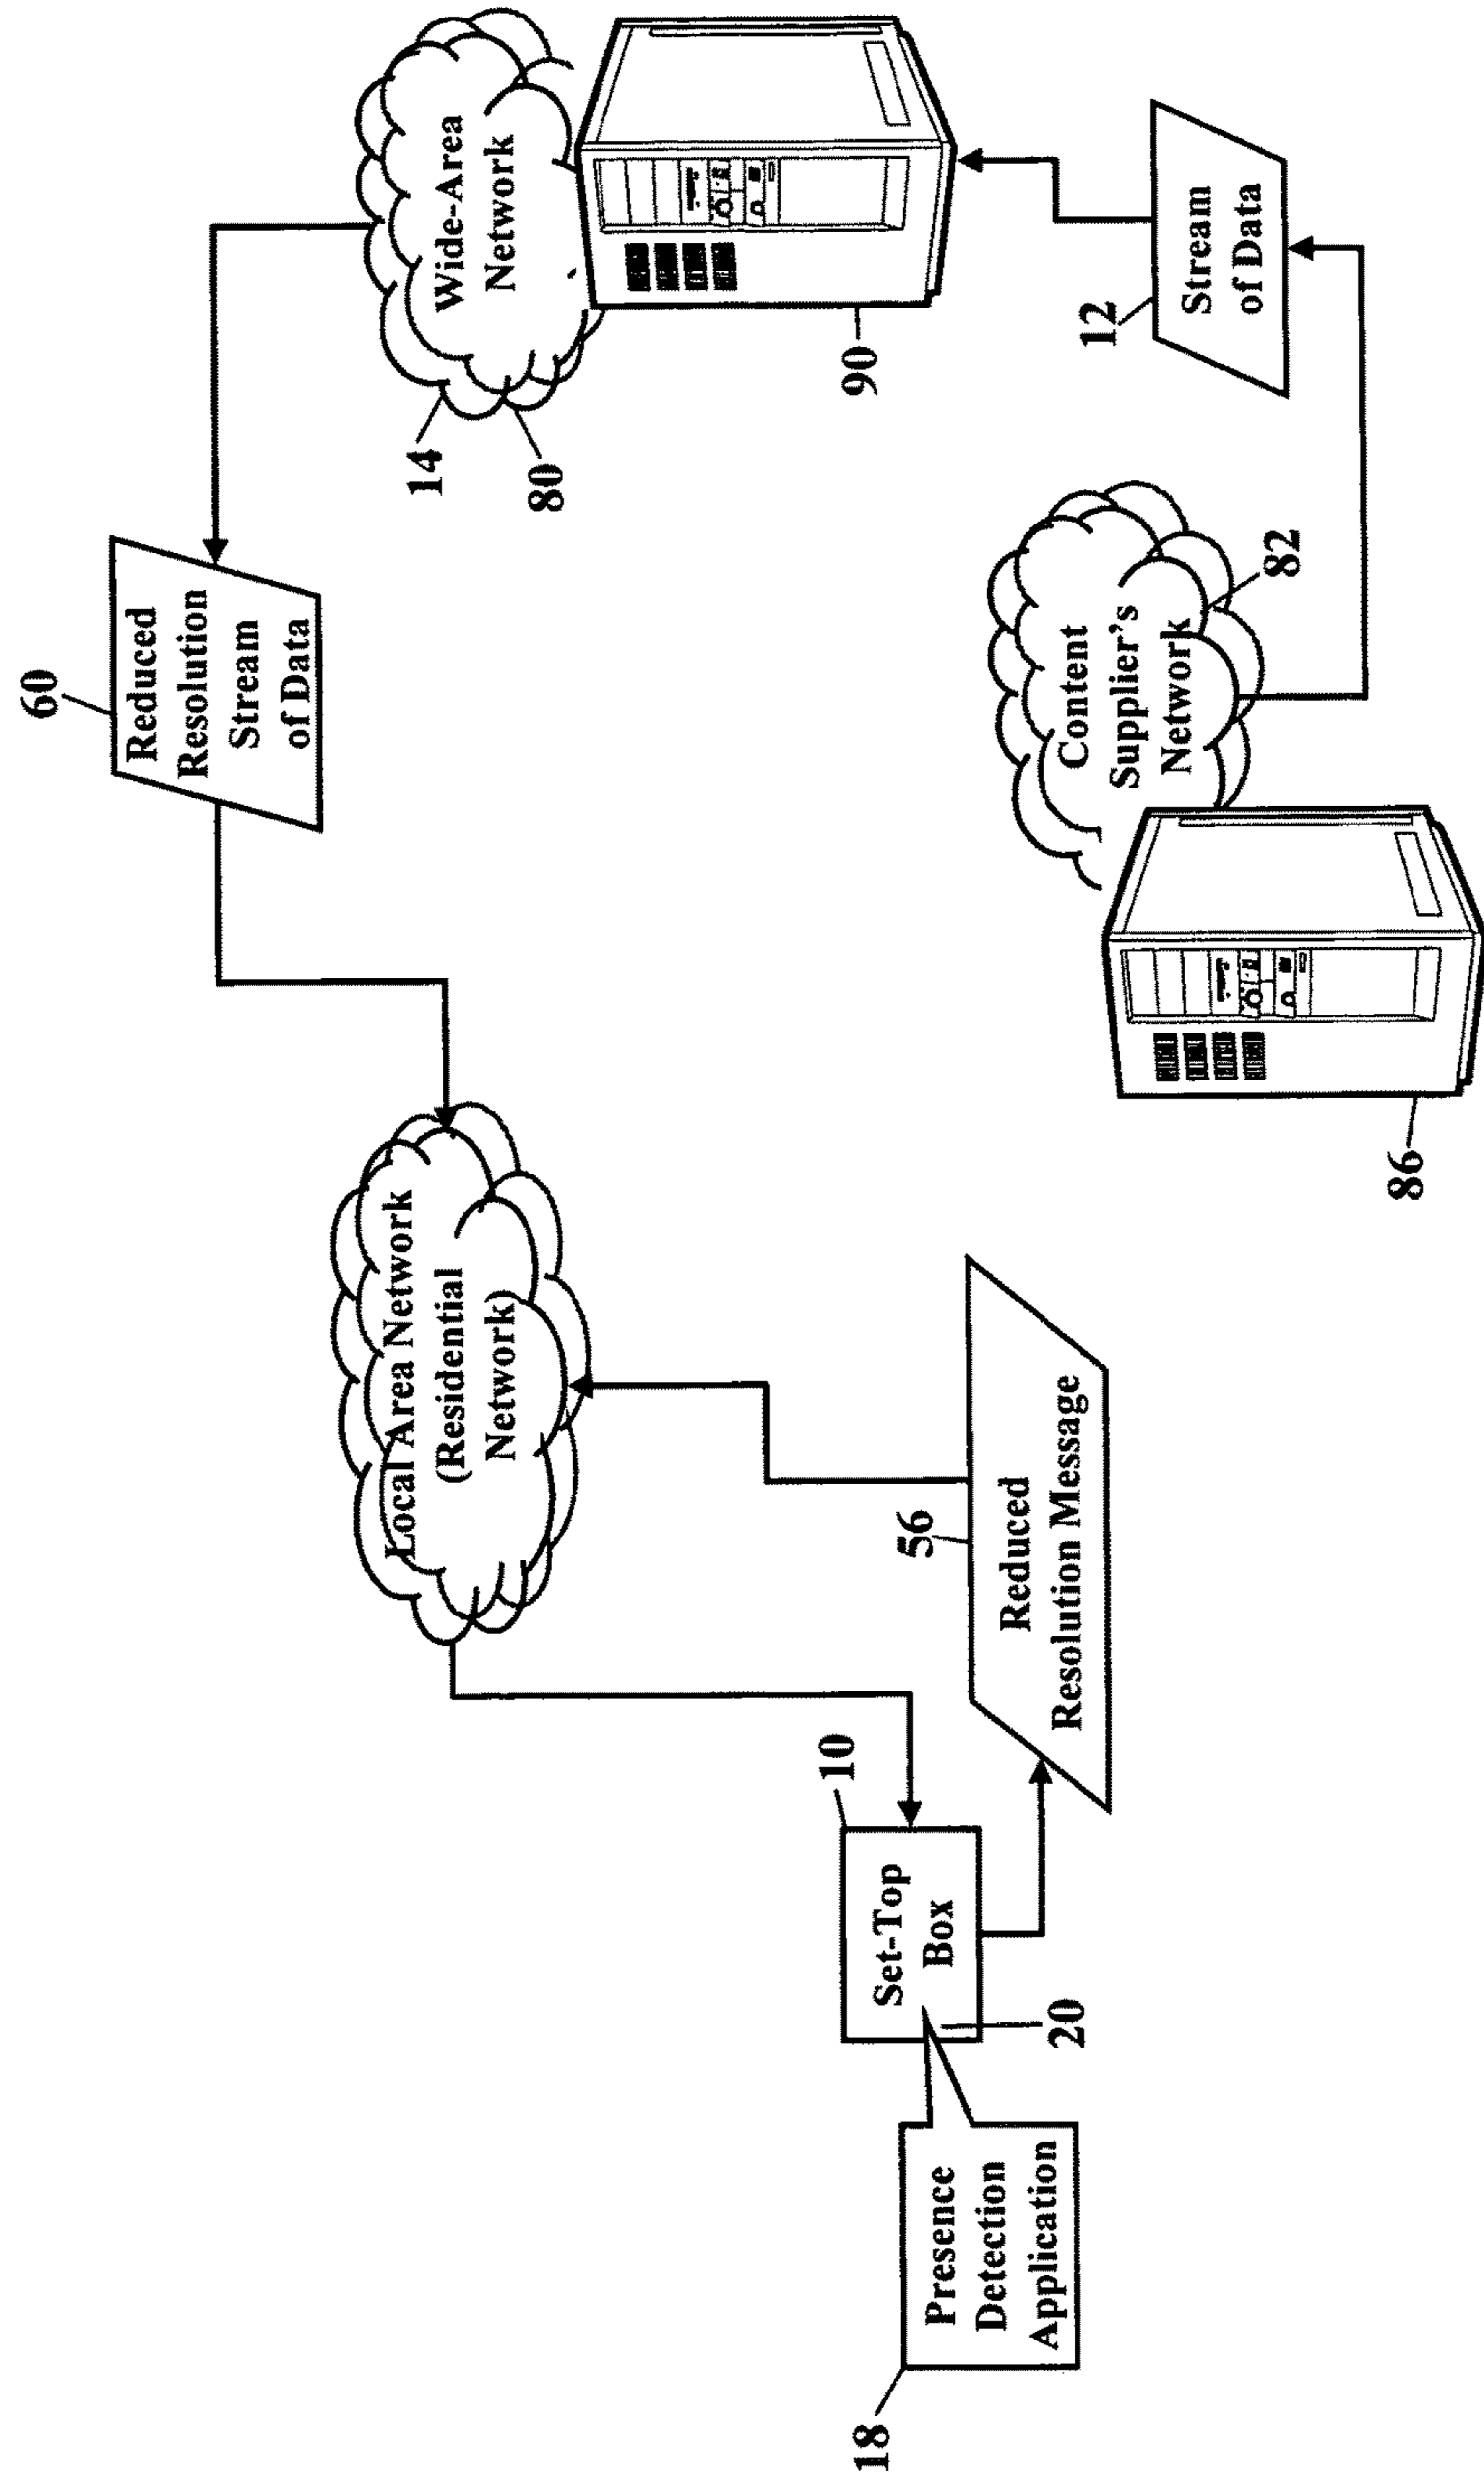 60
Reduced
Resolution
Stream
of Data
14
80
Wide-Area
Network
90
12
Stream
of Data
Local Area Network
(Residential
Network)
Content
Supplier's
Network
82
86
10
Set-Top
Box
20
56
Reduced
Resolution Message
18
Presence
Detection
Application